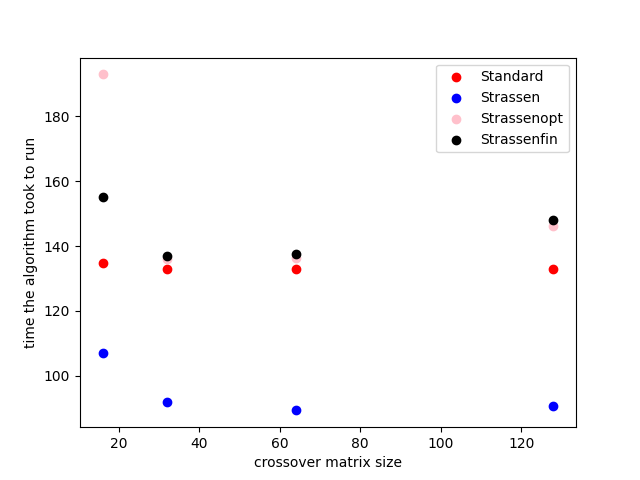 Standard
Strassen
Strassenopt
Strassenfin
180
160
140
120
100
time the algorithm took to run
20 40 60 80 100 120
crossover matrix size